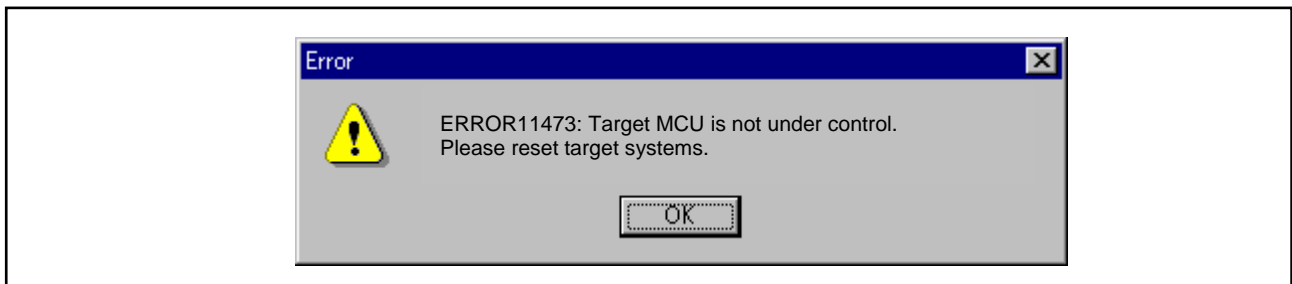 Error
ERROR11473: Target MCU is not under control.
Please reset target systems.
OK